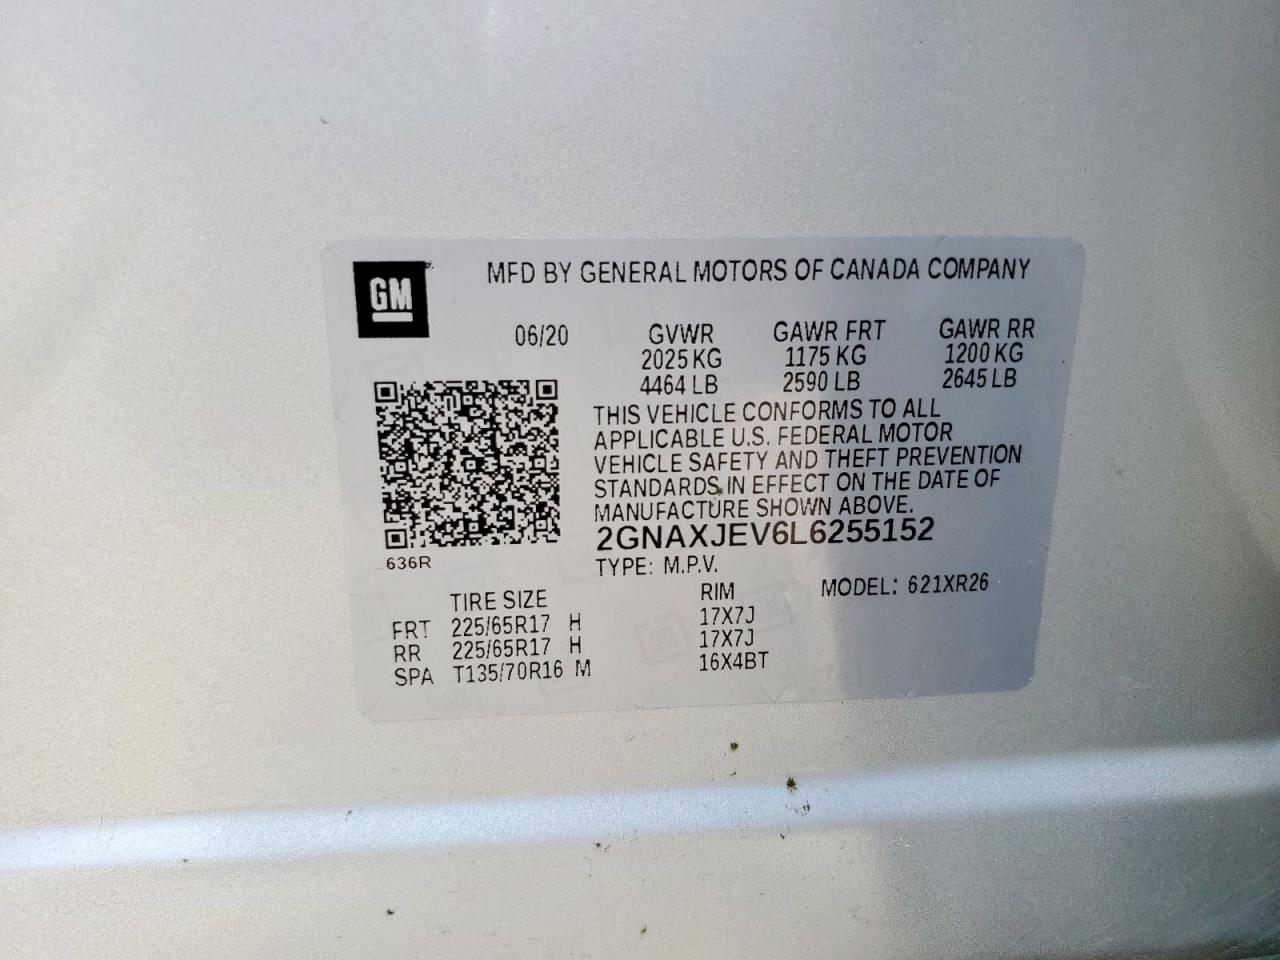 GM
MFD BY GENERAL MOTORS OF CANADA COMPANY
06/20 GVWR GAWR FRT GAWR RR
2025 KG 1175 KG 1200 KG
4464 LB 2590 LB 2645 LB
THIS VEHICLE CONFORMS TO ALL
APPLICABLE U.S. FEDERAL MOTOR
VEHICLE SAFETY AND THEFT PREVENTION
STANDARDS IN EFFECT ON THE DATE OF
MANUFACTURE SHOWN ABOVE.
2GNAXJEV6L6255152
636R
TYPE: M.P.V.
TIRE SIZE RIM MODEL: 621XR26
FRT 225/65R17 H 17X7J
RR 225/65R17 H 17X7J
SPA T135/70R16 M 16X4BT